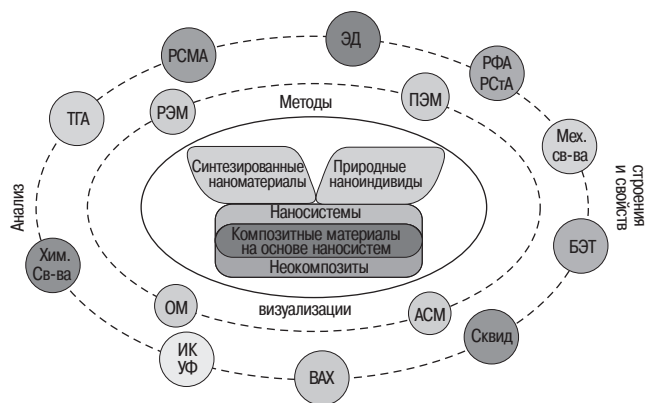 ЭД
РСМА
РФА
РСтА
ТГА
РЭМ
Методы
ПЭМ
Мех.
св-ва
Синтезированные
наноматериалы
Природные
наноиндивиды
Анализ
строения
и свойств
Наносистемы
Композитные материалы
на основе наносистем
Неокомпозиты
Хим.
Св-ва
БЭТ
ОМ
визуализации
АСМ
ИК
УФ
ВАХ
Сквид